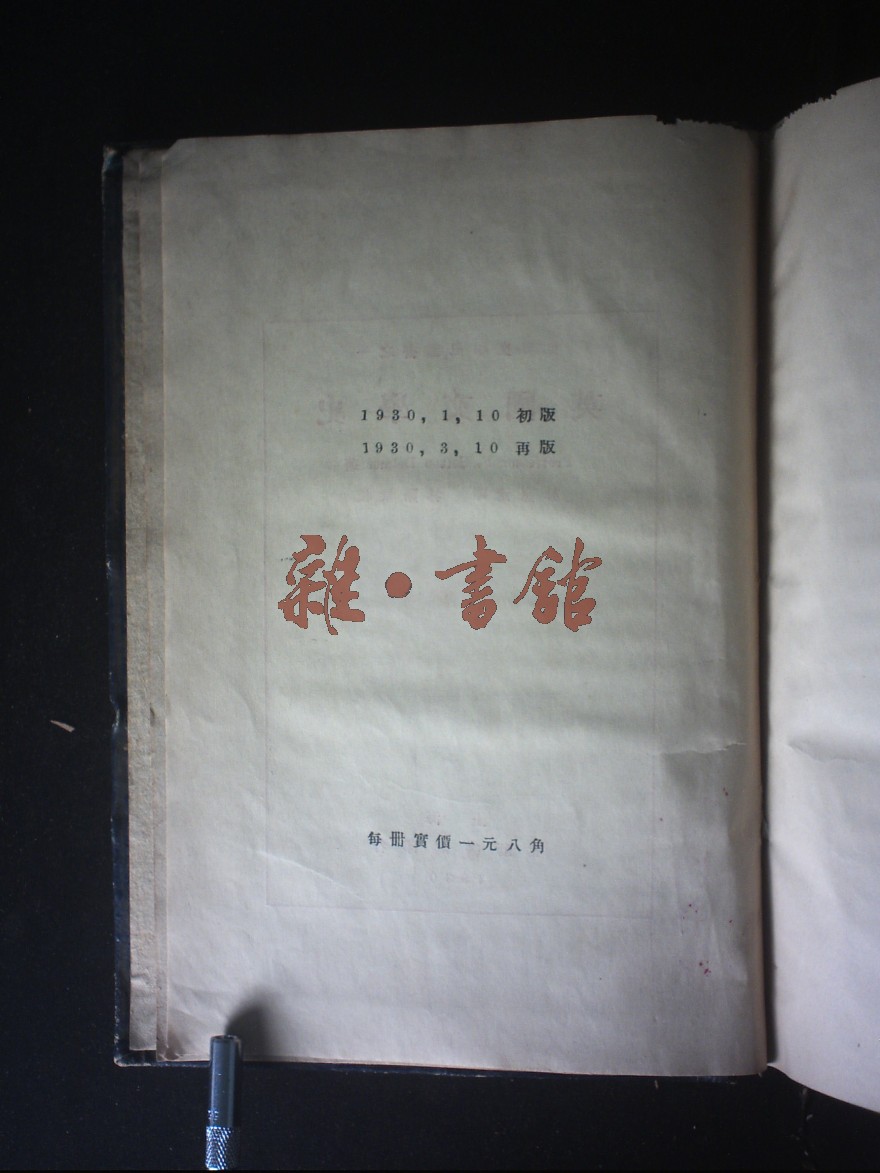 1930, 1, 10 初版
1930, 3, 10 再版
雜·書館
每冊實價一元八角